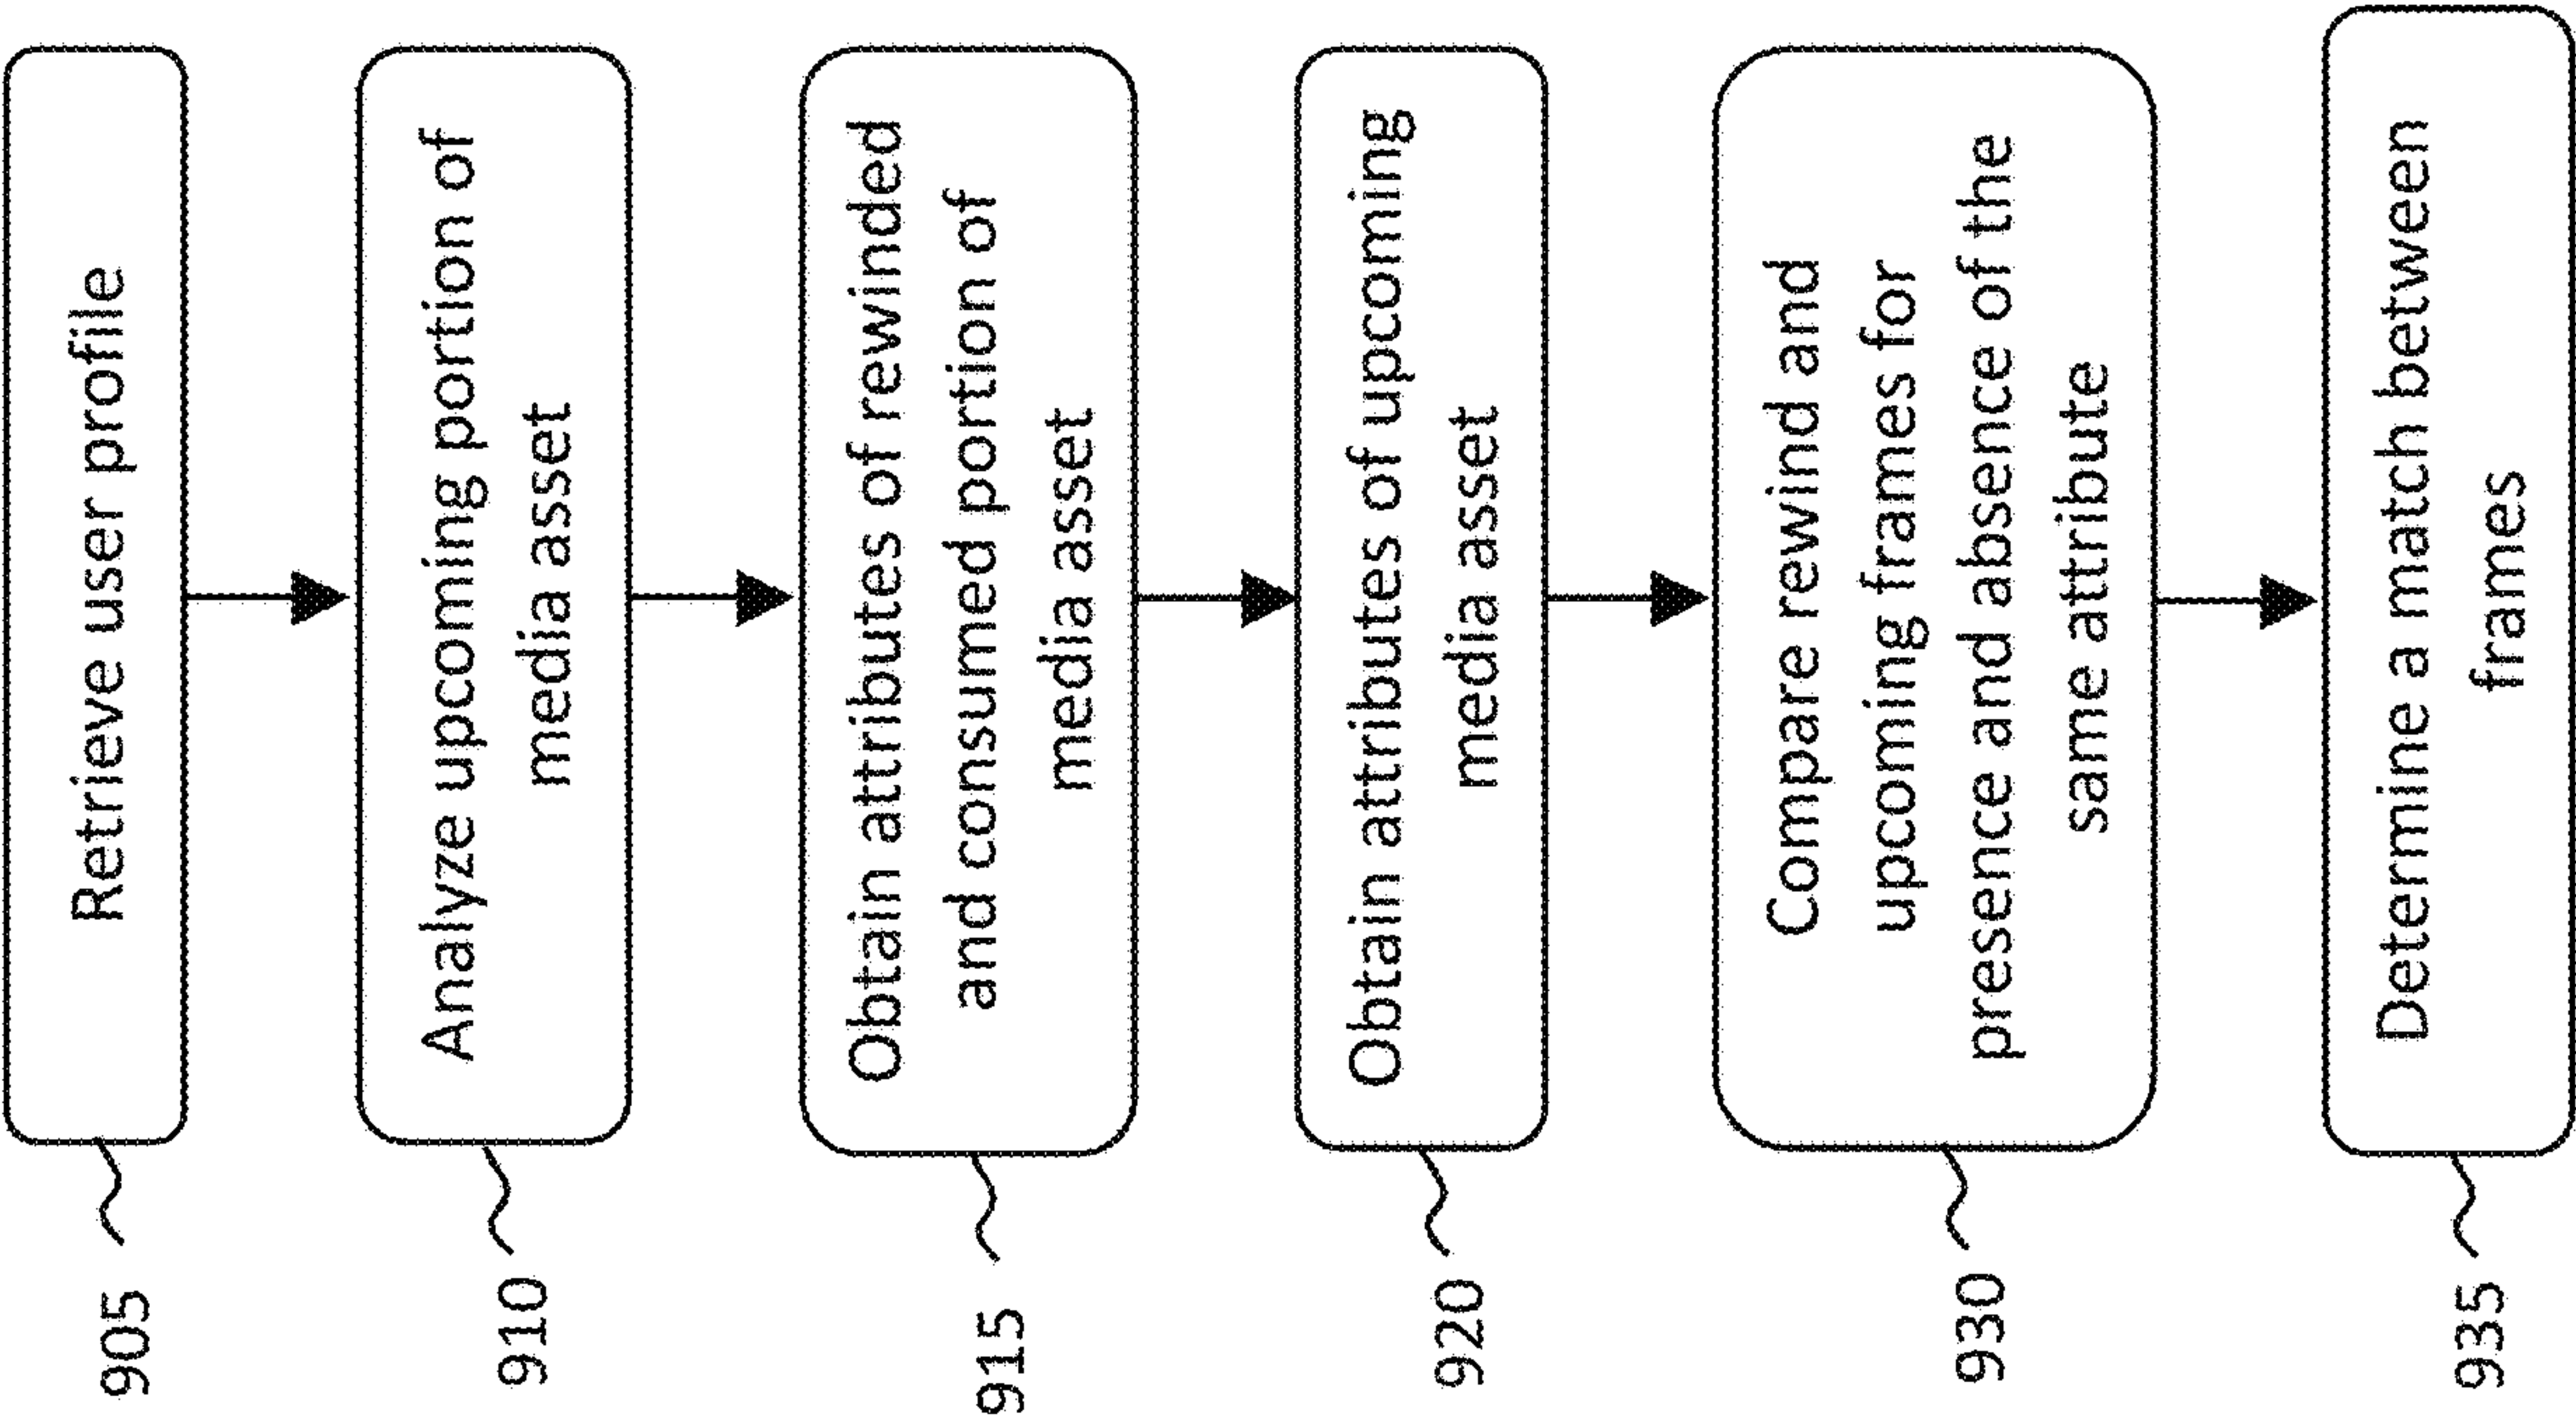 905
Retrieve user profile
910
Analyze upcoming portion of
media asset
915
Obtain attributes of rewinded
and consumed portion of
media asset
920
Obtain attributes of upcoming
media asset
930
Compare rewind and
upcoming frames for
presence and absence of the
same attribute
935
Determine a match between
frames